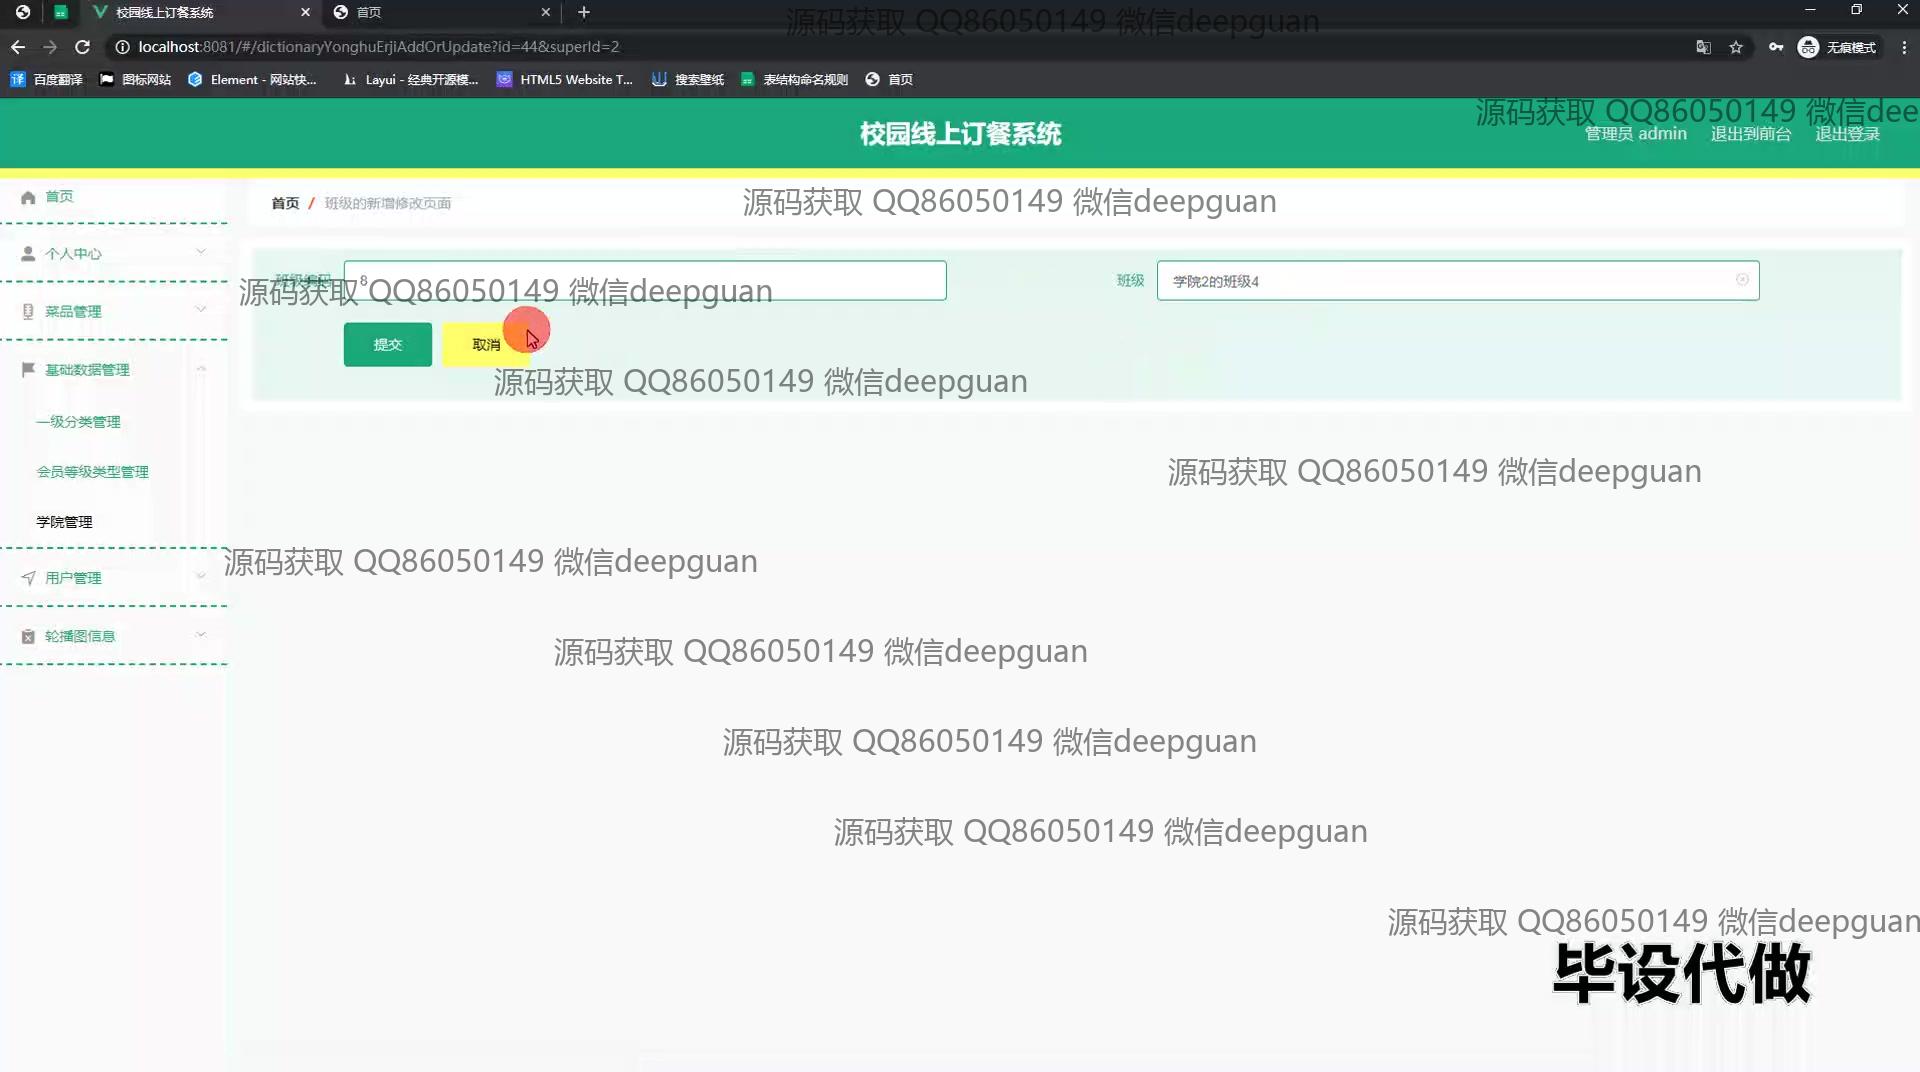 校园线上订餐系统
首页
源码获取 QQ86050149 微信deepguan
localhost:8081/#/dictionaryYonghuErjiAddOrUpdate?id=44&superId=2
无痕模式
百度翻译 图标网站 Element - 网站快... Layui - 经典开源模... HTML5 Website T... 搜索壁纸 表结构命名规则 首页
源码获取 QQ86050149 微信dee
校园线上订餐系统
管理员 admin 退出到前台 退出登录
首页
首页 / 班级的新增修改页面
源码获取 QQ86050149 微信deepguan
个人中心
班级编码 8
班级 学院2的班级4
源码获取 QQ86050149 微信deepguan
菜品管理
提交 取消
基础数据管理
源码获取 QQ86050149 微信deepguan
一级分类管理
会员等级类型管理
源码获取 QQ86050149 微信deepguan
学院管理
源码获取 QQ86050149 微信deepguan
用户管理
轮播图信息
源码获取 QQ86050149 微信deepguan
源码获取 QQ86050149 微信deepguan
源码获取 QQ86050149 微信deepguan
源码获取 QQ86050149 微信deepguan
毕设代做